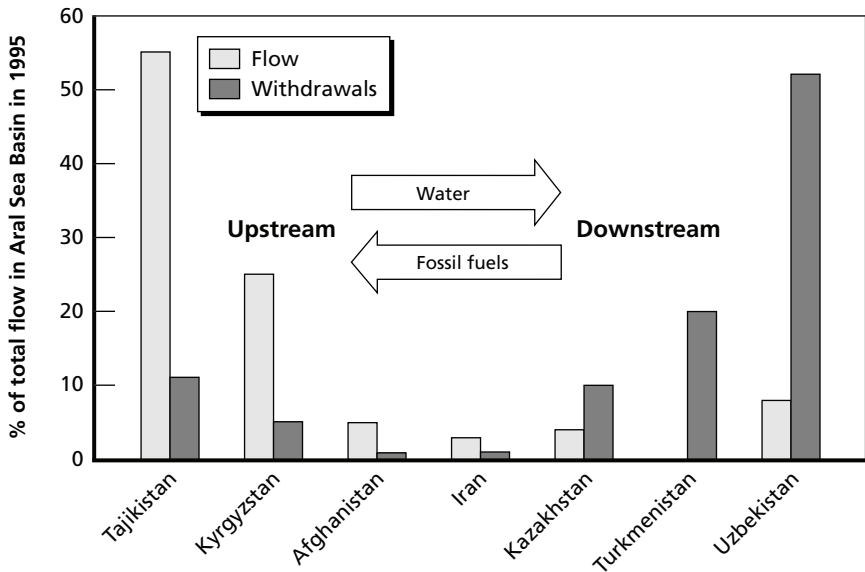 % of total flow in Aral Sea Basin in 1995
60
50
40
30
20
10
0
Flow
Withdrawals
Water
Upstream
Downstream
Fossil fuels
Tajikistan
Kyrgyzstan
Afghanistan
Iran
Kazakhstan
Turkmenistan
Uzbekistan